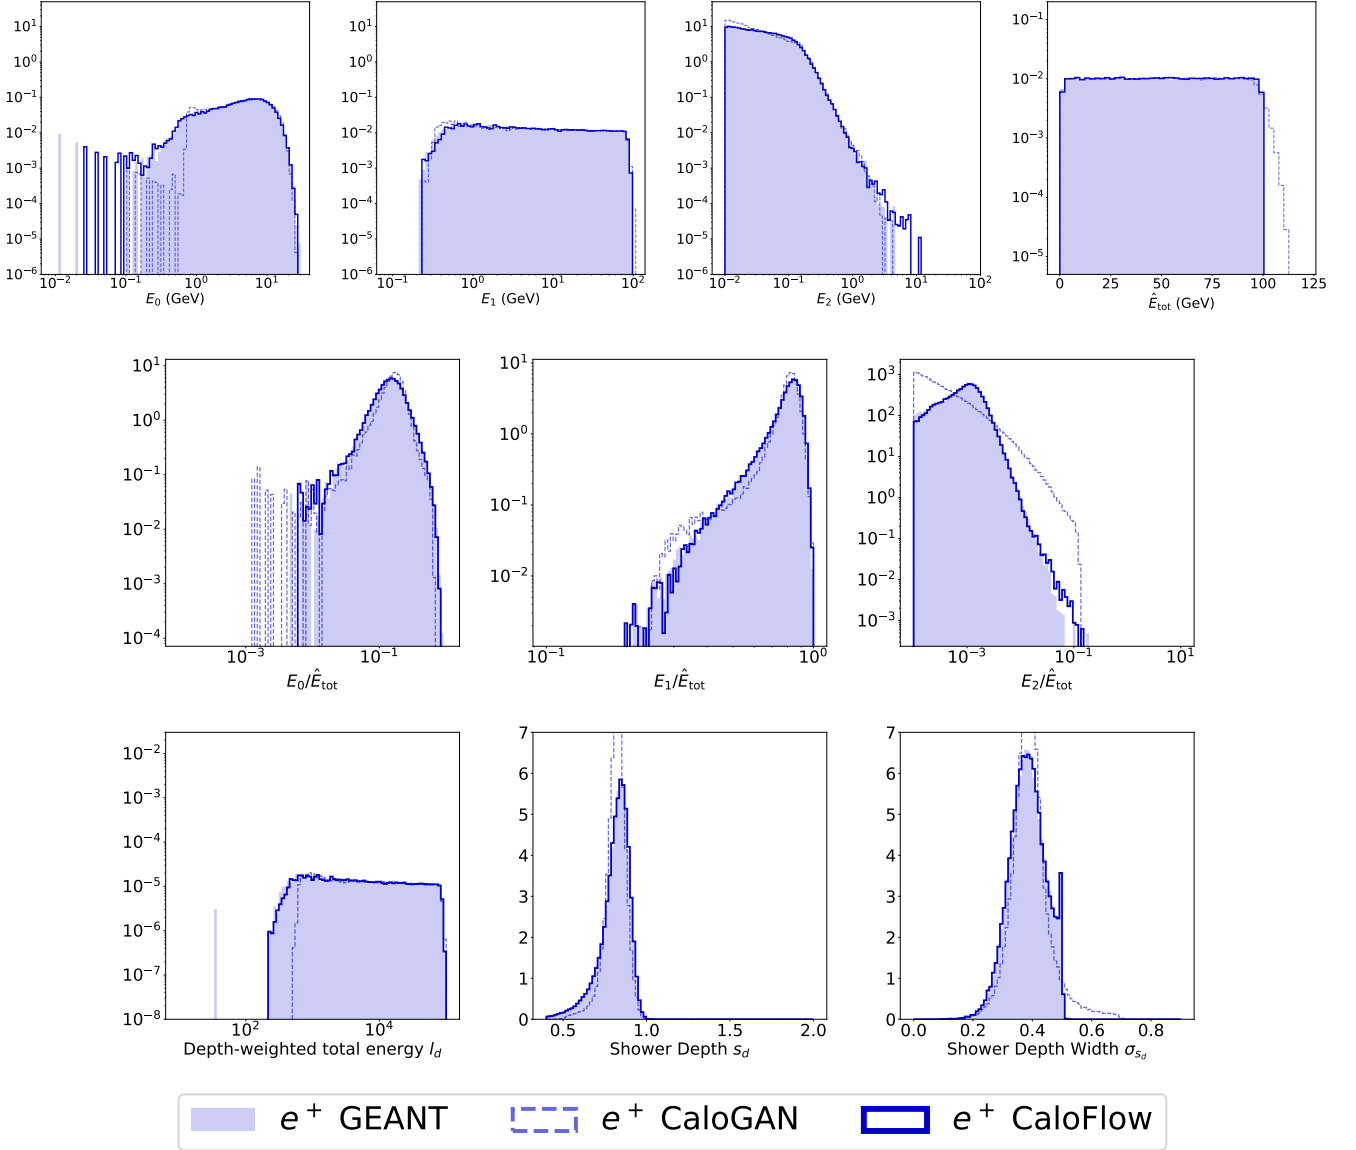 10¹ 10⁰ 10⁻¹ 10⁻² 10⁻³ 10⁻⁴ 10⁻⁵ 10⁻⁶
10⁻² 10⁻¹ 10⁰ 10¹
E₀ (GeV)
10¹ 10⁰ 10⁻¹ 10⁻² 10⁻³ 10⁻⁴ 10⁻⁵ 10⁻⁶
10⁻¹ 10⁰ 10¹ 10²
E₁ (GeV)
10¹ 10⁰ 10⁻¹ 10⁻² 10⁻³ 10⁻⁴ 10⁻⁵ 10⁻⁶
10⁻² 10⁻¹ 10⁰ 10¹ 10²
E₂ (GeV)
10⁻¹ 10⁻² 10⁻³ 10⁻⁴ 10⁻⁵
0 25 50 75 100 125
Ê_tot (GeV)
10¹ 10⁰ 10⁻¹ 10⁻² 10⁻³ 10⁻⁴
10⁻³ 10⁻¹
E₀/Ê_tot
10¹ 10⁰ 10⁻¹ 10⁻²
10⁻¹ 10⁰
E₁/Ê_tot
10³ 10² 10¹ 10⁰ 10⁻¹ 10⁻² 10⁻³
10⁻³ 10⁻¹ 10¹
E₂/Ê_tot
10⁻² 10⁻³ 10⁻⁴ 10⁻⁵ 10⁻⁶ 10⁻⁷ 10⁻⁸
10² 10⁴
Depth-weighted total energy l_d
7 6 5 4 3 2 1 0
0.5 1.0 1.5 2.0
Shower Depth s_d
7 6 5 4 3 2 1 0
0.0 0.2 0.4 0.6 0.8
Shower Depth Width σ_{s_d}
e⁺ GEANT e⁺ CaloGAN e⁺ CaloFlow